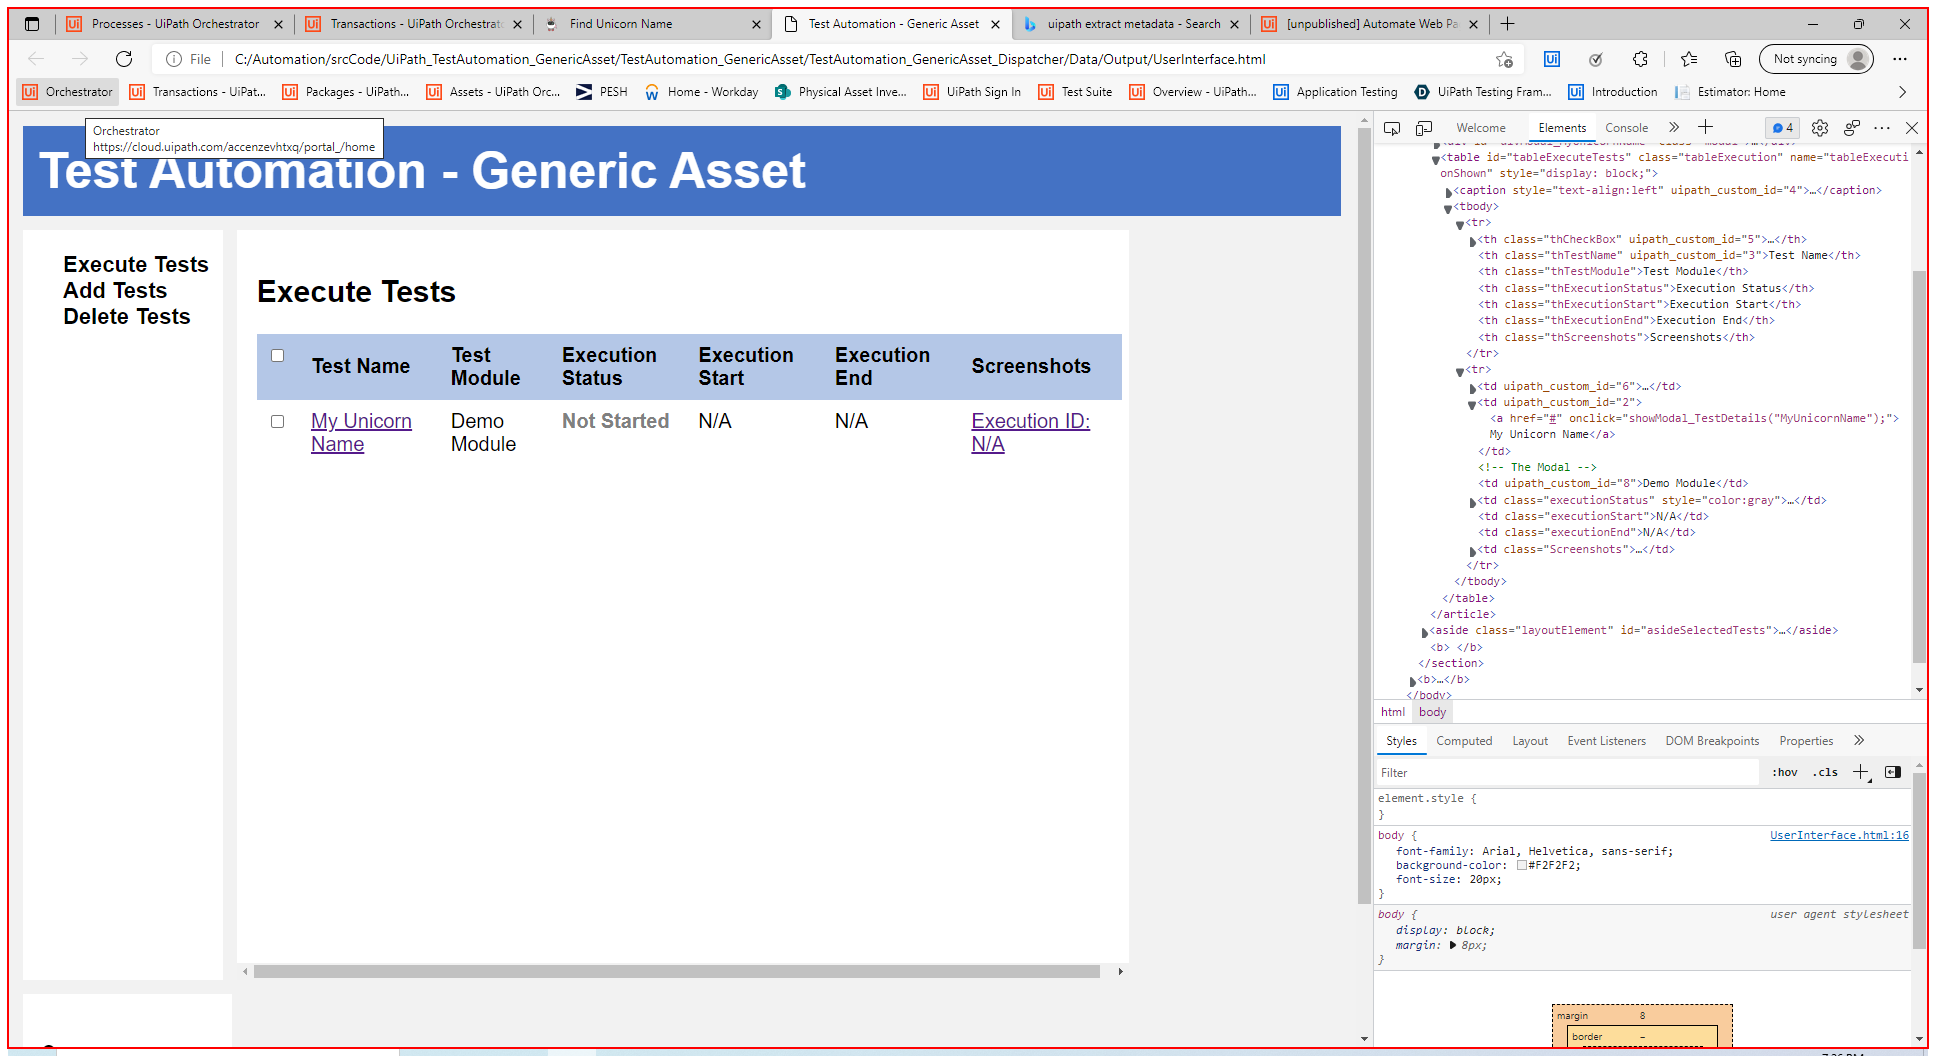 Processes - UiPath Orchestrator
Transactions - UiPath Orchestrato
Find Unicorn Name
Test Automation - Generic Asset
uipath extract metadata - Search
[unpublished] Automate Web Pa
File
C:/Automation/srcCode/UiPath_TestAutomation_GenericAsset/TestAutomation_GenericAsset/TestAutomation_GenericAsset_Dispatcher/Data/Output/UserInterface.html
Not syncing
Orchestrator
Transactions - UiPat...
Packages - UiPath...
Assets - UiPath Orc...
PESH
Home - Workday
Physical Asset Inve...
UiPath Sign In
Test Suite
Overview - UiPath...
Application Testing
UiPath Testing Fram...
Introduction
Estimator: Home
Orchestrator
https://cloud.uipath.com/accenzevhtxq/portal_/home
Test Automation - Generic Asset
Execute Tests
Add Tests
Delete Tests
Execute Tests
Test Name
Test
Module
Execution
Status
Execution
Start
Execution
End
Screenshots
My Unicorn
Name
Demo
Module
Not Started
N/A
N/A
Execution ID:
N/A
Welcome
Elements
Console
4
<table id="tableExecuteTests" class="tableExecution" name="tableExecuti
onShown" style="display: block;">
<caption style="text-align:left" uipath_custom_id="4">…</caption>
<tbody>
<tr>
<th class="thCheckBox" uipath_custom_id="5">…</th>
<th class="thTestName" uipath_custom_id="3">Test Name</th>
<th class="thTestModule">Test Module</th>
<th class="thExecutionStatus">Execution Status</th>
<th class="thExecutionStart">Execution Start</th>
<th class="thExecutionEnd">Execution End</th>
<th class="thScreenshots">Screenshots</th>
</tr>
<tr>
<td uipath_custom_id="6">…</td>
<td uipath_custom_id="2">
<a href="#" onclick="showModal_TestDetails("MyUnicornName");">
My Unicorn Name</a>
</td>
<!-- The Modal -->
<td uipath_custom_id="8">Demo Module</td>
<td class="executionStatus" style="color:gray">…</td>
<td class="executionStart">N/A</td>
<td class="executionEnd">N/A</td>
<td class="Screenshots">…</td>
</tr>
</tbody>
</table>
</article>
<aside class="layoutElement" id="asideSelectedTests">…</aside>
<b> </b>
</section>
<b>…</b>
</body>
html body
Styles
Computed
Layout
Event Listeners
DOM Breakpoints
Properties
Filter
:hov .cls
element.style {
}
body {
UserInterface.html:16
font-family: Arial, Helvetica, sans-serif;
background-color: #F2F2F2;
font-size: 20px;
}
body {
user agent stylesheet
display: block;
margin: 8px;
}
margin 8
border –